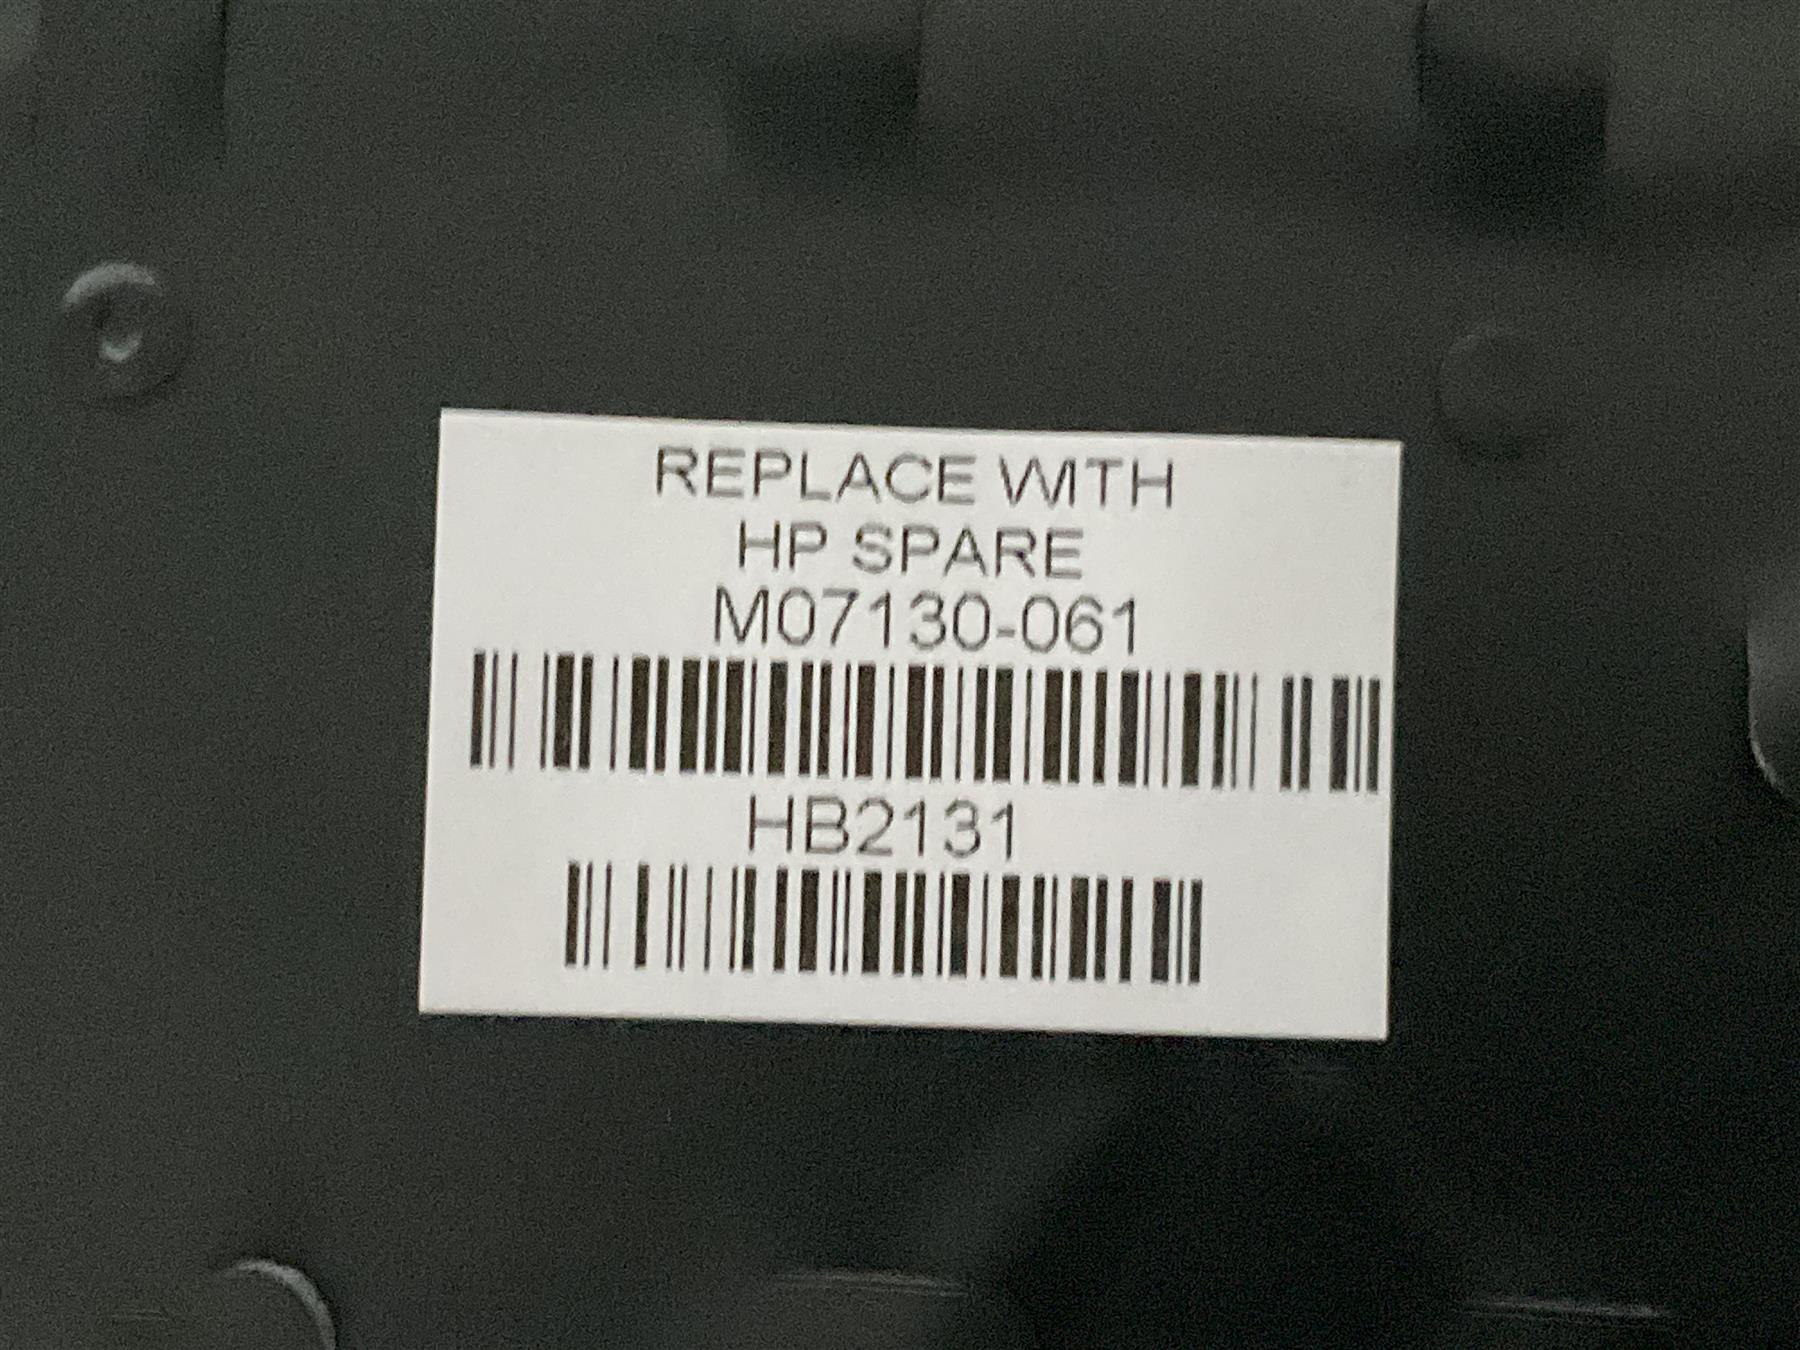 REPLACE WITH
HP SPARE
M07130-061
HB2131